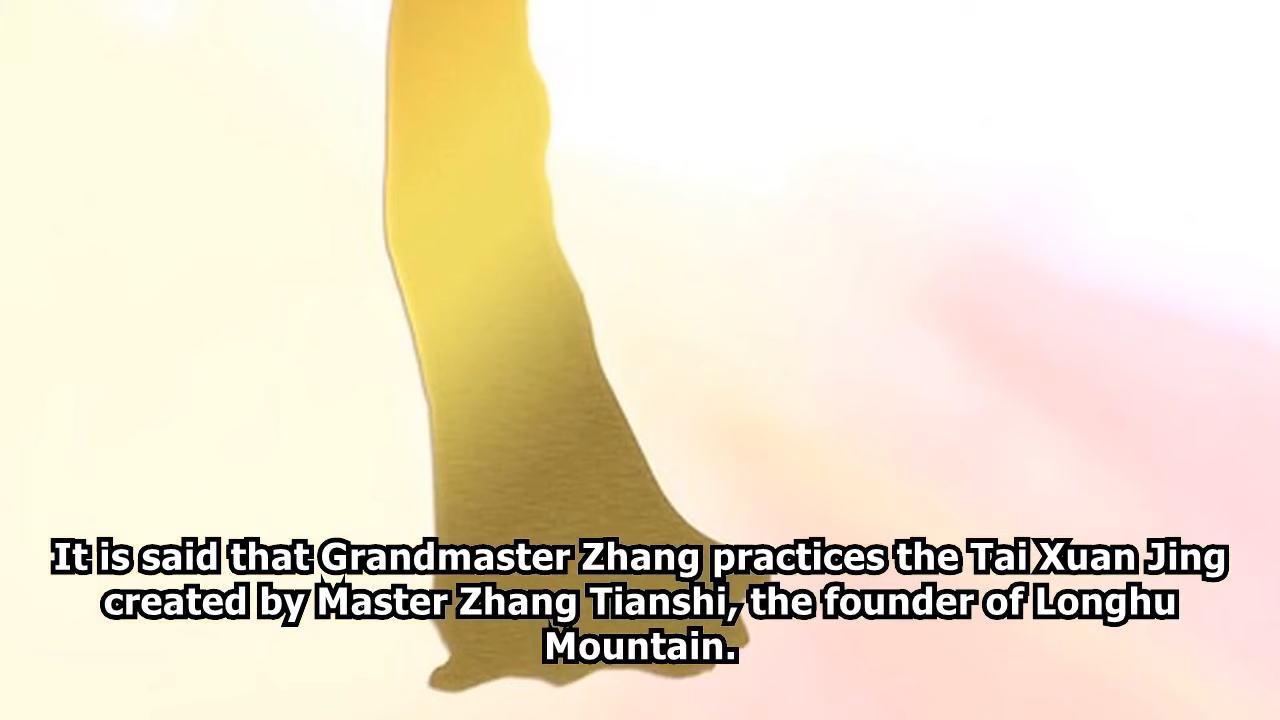 It is said that Grandmaster Zhang practices the Tai Xuan Jing
created by Master Zhang Tianshi, the founder of Longhu
Mountain.